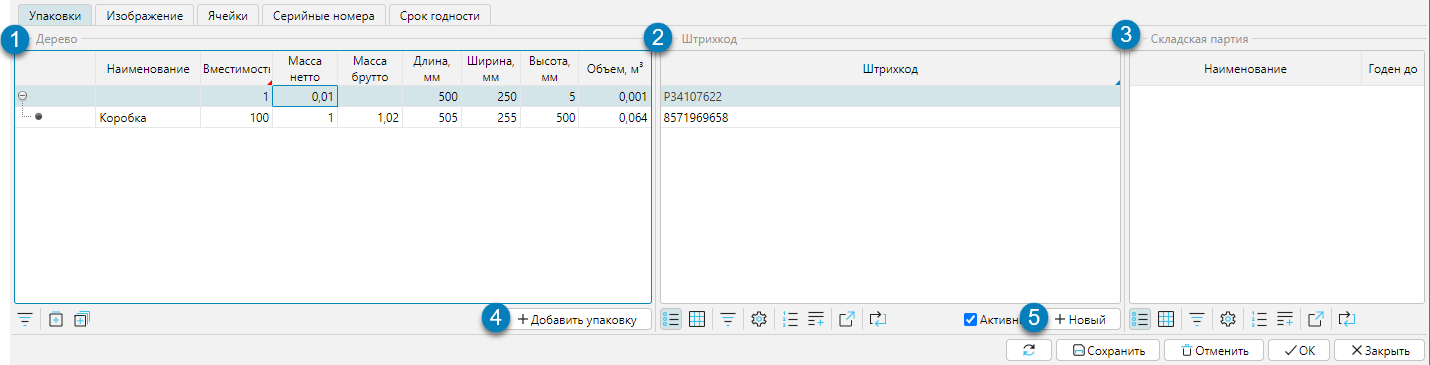 Упаковки Изображение Ячейки Серийные номера Срок годности
1 Дерево 2 Штрихкод 3 Складская партия
Наименование Вместимость Масса нетто Масса брутто Длина, мм Ширина, мм Высота, мм Объем, м³ Штрихкод Наименование Годен до
1 0,01 500 250 5 0,001 P34107622
Коробка 100 1 1,02 505 255 500 0,064 8571969658
4 + Добавить упаковку Активн 5 + Новый
Сохранить Отменить OK Закрыть